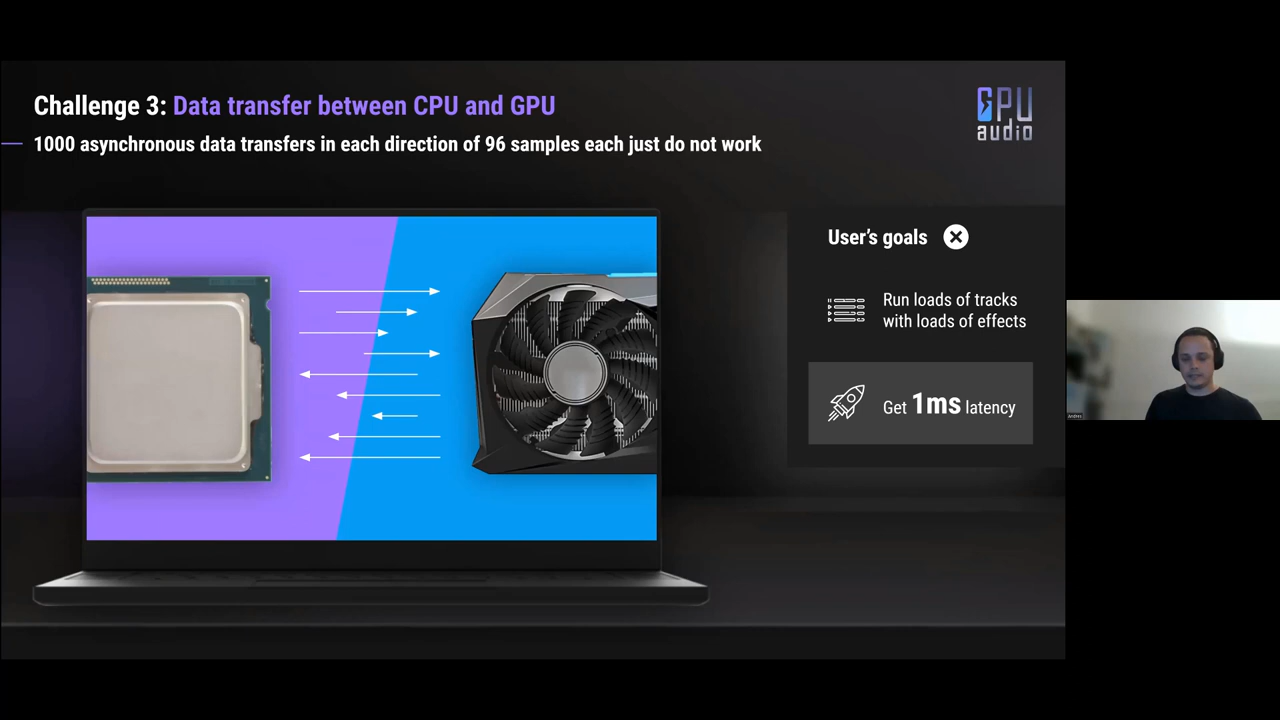 Challenge 3: Data transfer between CPU and GPU
1000 asynchronous data transfers in each direction of 96 samples each just do not work
GPU
audio
User's goals
Run loads of tracks
with loads of effects
Get 1ms latency
Andres